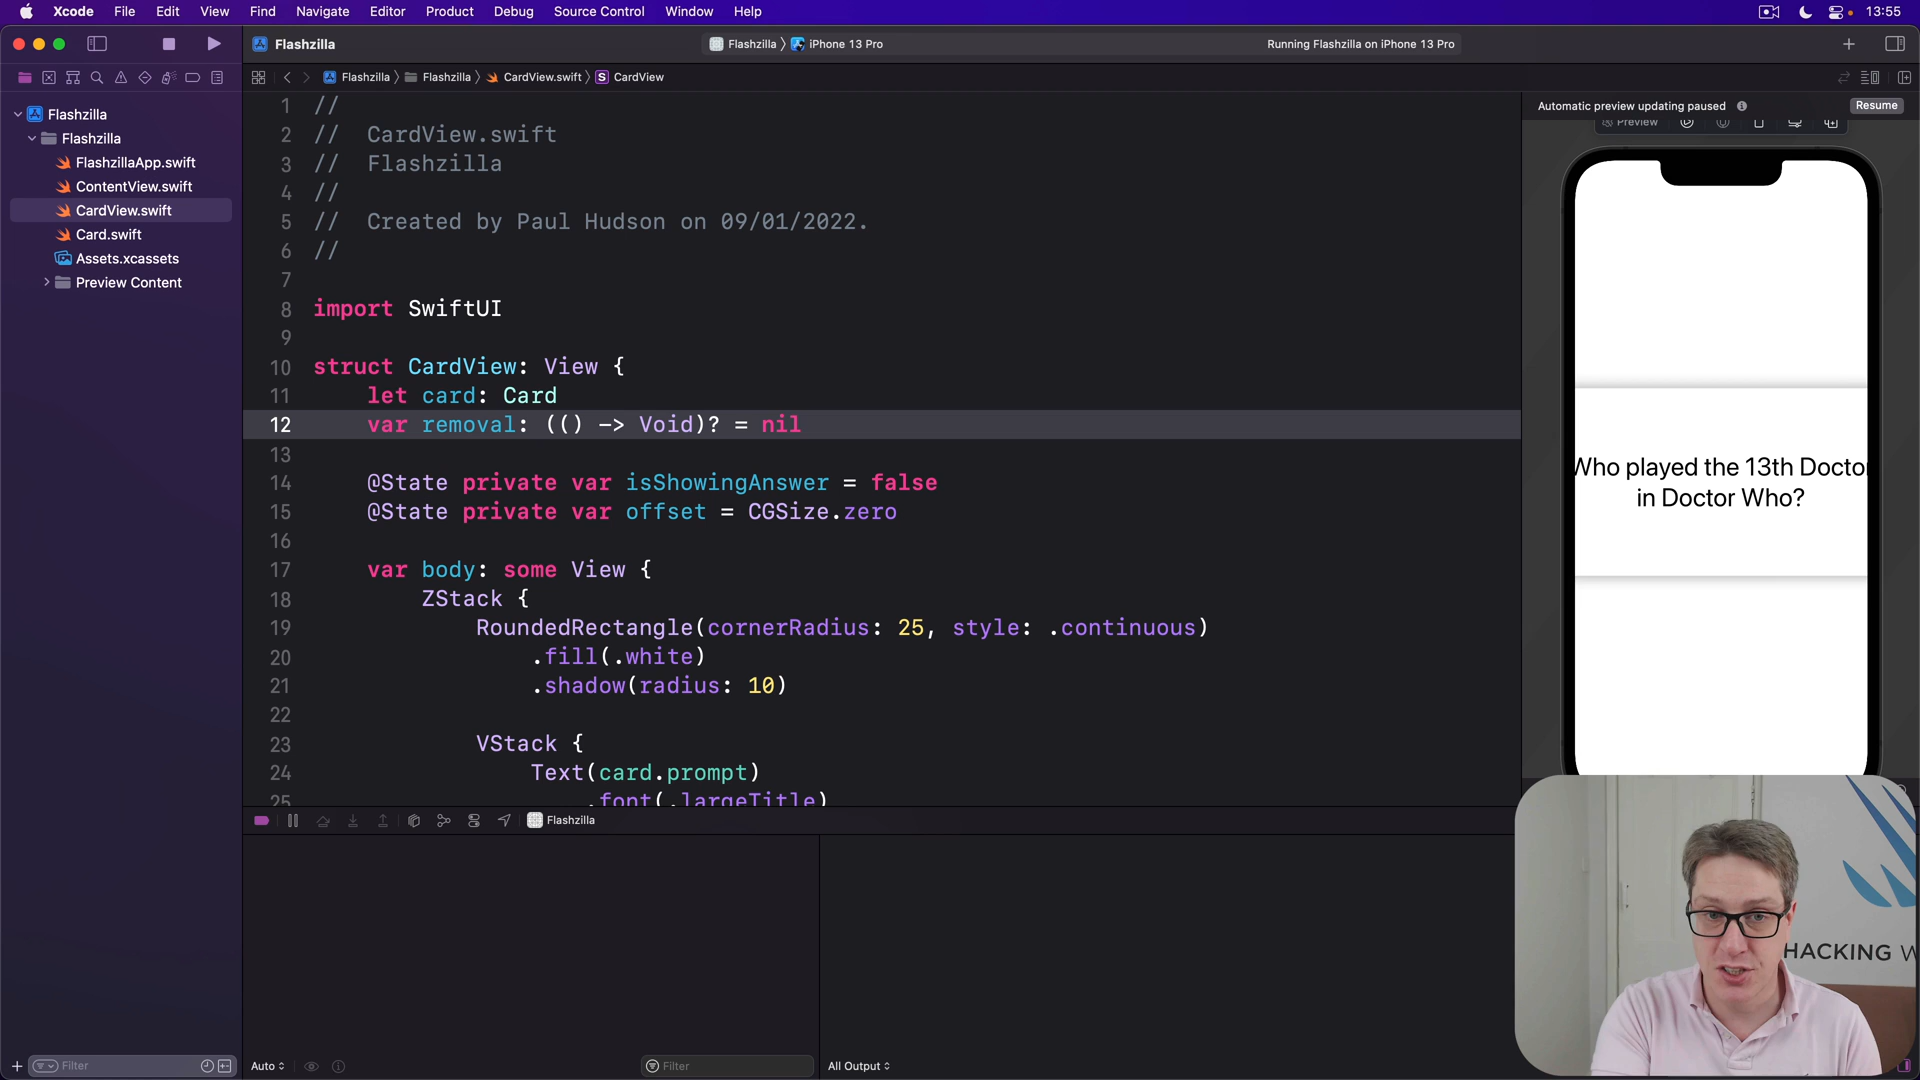 Xcode File Edit View Find Navigate Editor Product Debug Source Control Window Help 13:55
Flashzilla
Flashzilla 〉 iPhone 13 Pro
Running Flashzilla on iPhone 13 Pro
Flashzilla 〉 Flashzilla 〉 CardView.swift 〉 S CardView
Flashzilla
Flashzilla
FlashzillaApp.swift
ContentView.swift
CardView.swift
Card.swift
Assets.xcassets
Preview Content
1 //
2 //  CardView.swift
3 //  Flashzilla
4 //
5 //  Created by Paul Hudson on 09/01/2022.
6 //
7
8 import SwiftUI
9
10 struct CardView: View {
11     let card: Card
12     var removal: (() -> Void)? = nil
13
14     @State private var isShowingAnswer = false
15     @State private var offset = CGSize.zero
16
17     var body: some View {
18         ZStack {
19             RoundedRectangle(cornerRadius: 25, style: .continuous)
20                 .fill(.white)
21                 .shadow(radius: 10)
22
23             VStack {
24                 Text(card.prompt)
25                     .font(.largeTitle)
Automatic preview updating paused
Resume
Preview
Who played the 13th Doctor
in Doctor Who?
Flashzilla
HACKING W
Filter
Auto
Filter
All Output